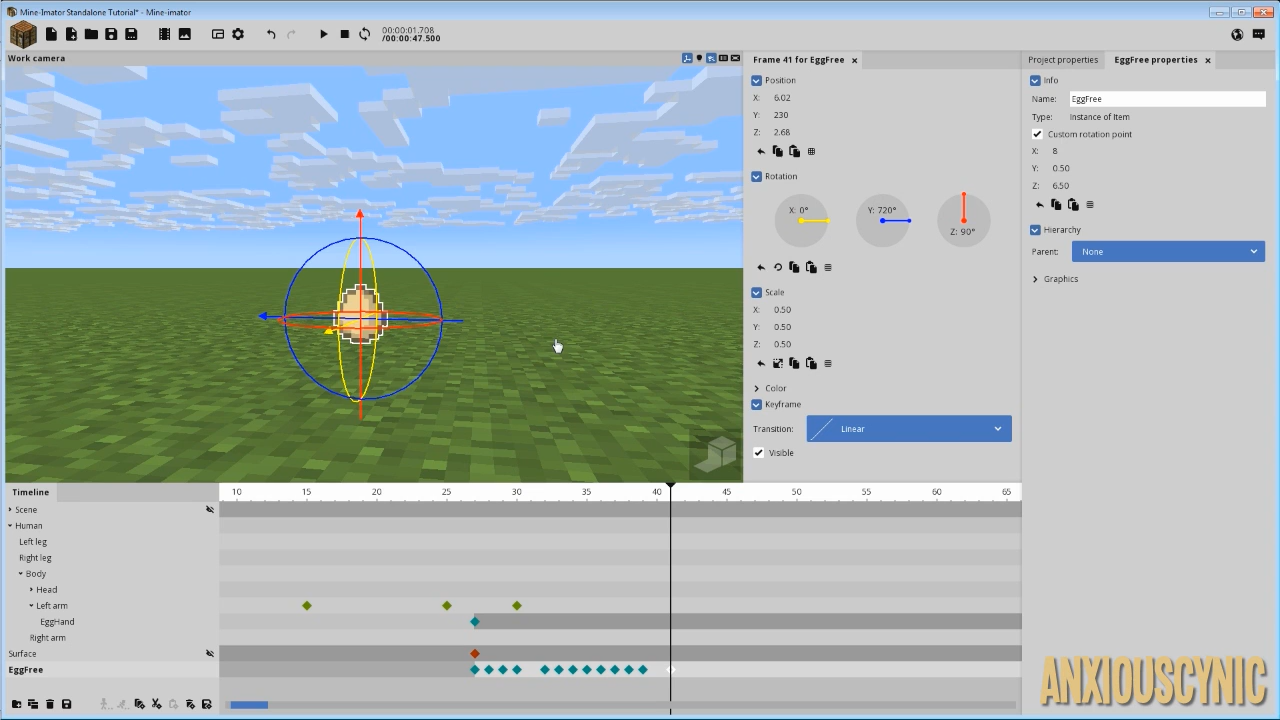 Mine-Imator Standalone Tutorial* - Mine-imator
00:00:01.708
/00:00:47.500
Work camera
Frame 41 for EggFree
Position
X: 6.02
Y: 230
Z: 2.68
Rotation
X: 0°
Y: 720°
Z: 90°
Scale
X: 0.50
Y: 0.50
Z: 0.50
Color
Keyframe
Transition: Linear
Visible
Project properties
EggFree properties
Info
Name: EggFree
Type: Instance of Item
Custom rotation point
X: 8
Y: 0.50
Z: 6.50
Hierarchy
Parent: None
Graphics
Timeline
10 15 20 25 30 35 40 45 50 55 60 65
Scene
Human
Left leg
Right leg
Body
Head
Left arm
EggHand
Right arm
Surface
EggFree
ANXIOUSCYNIC